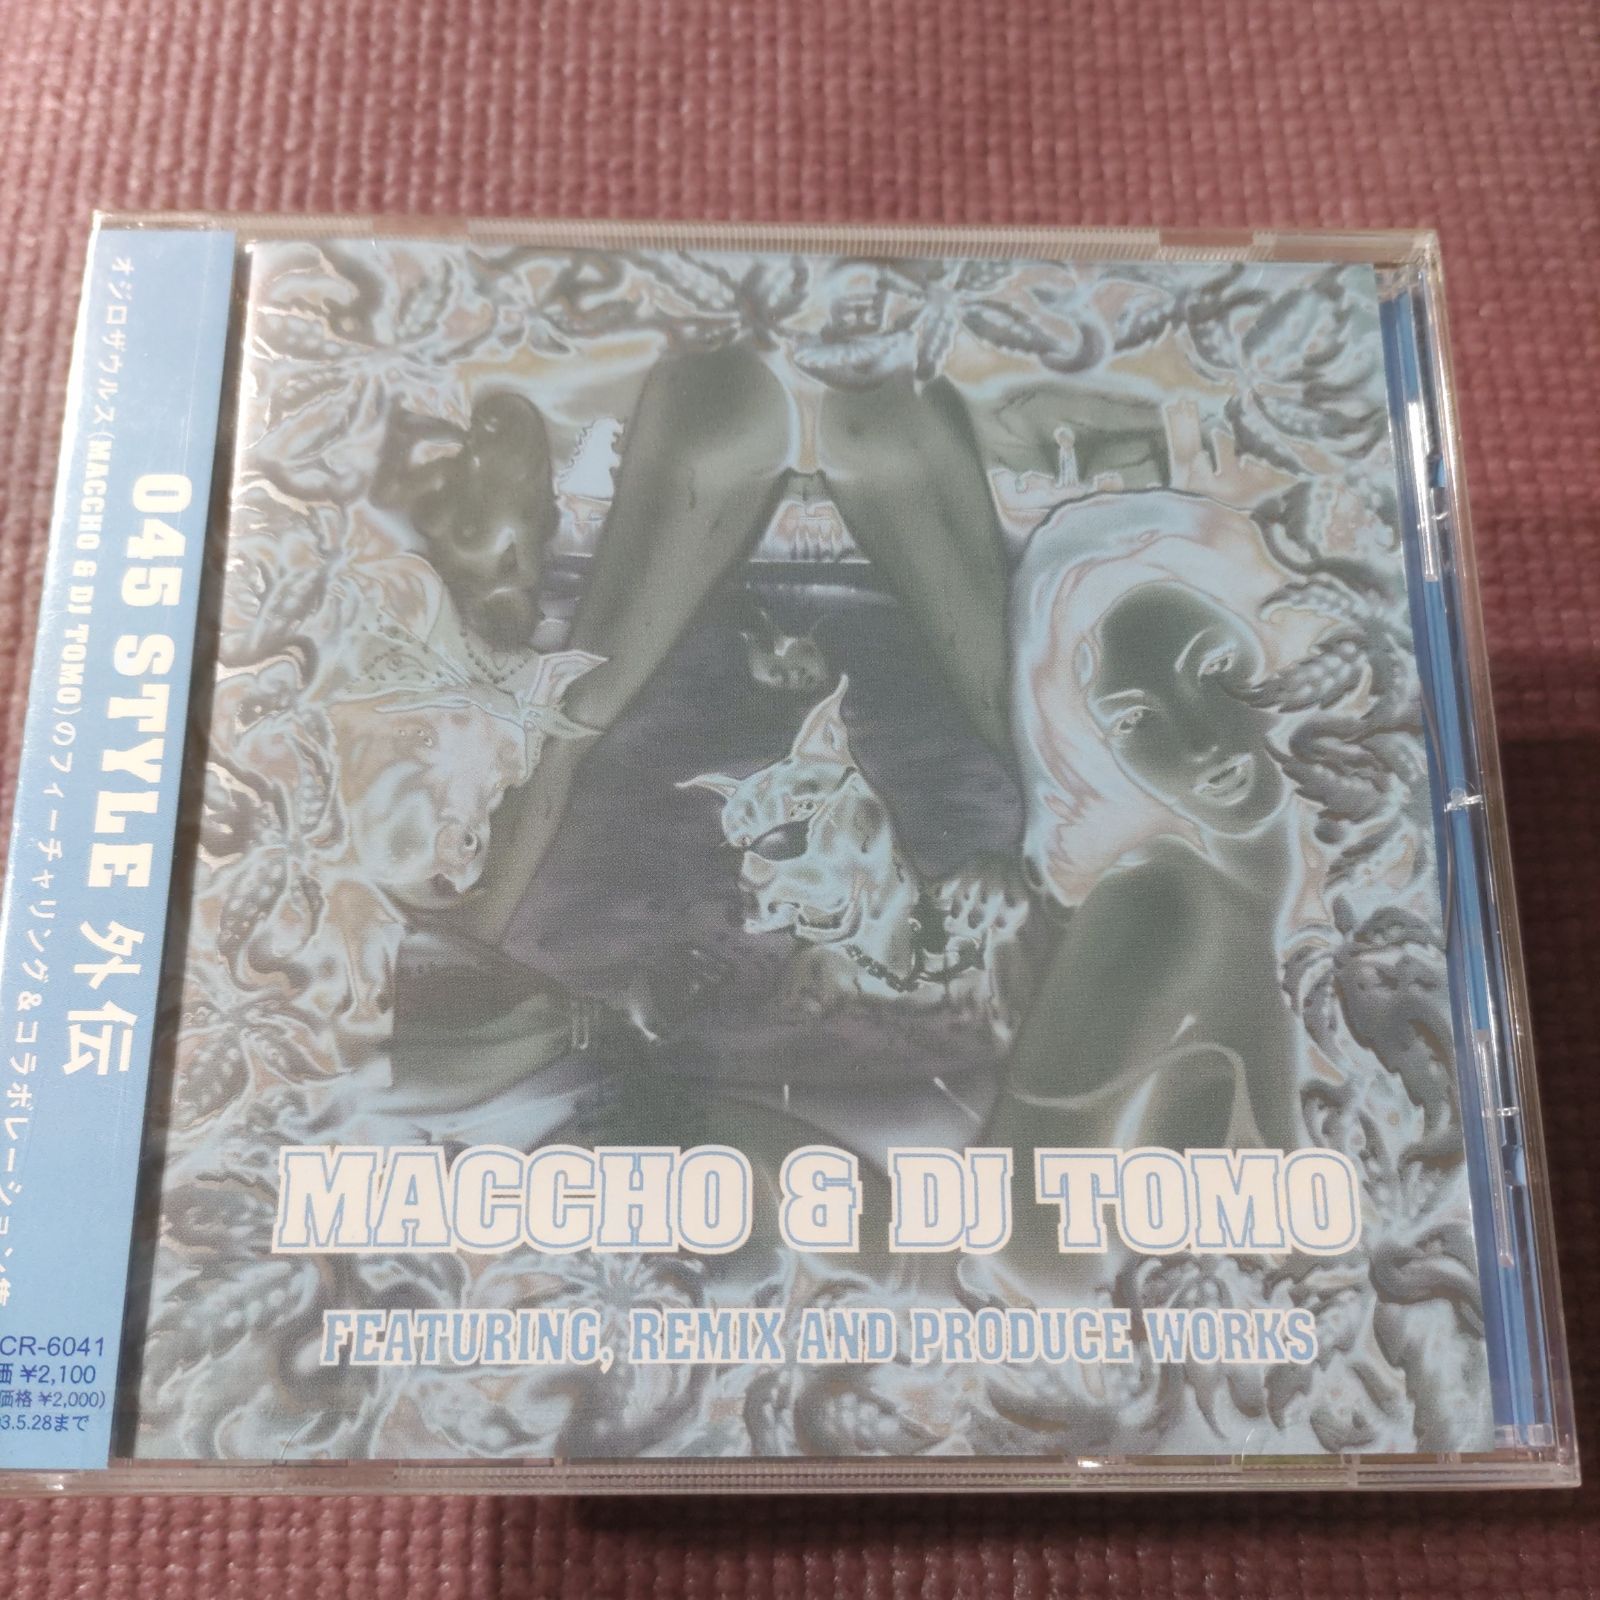 オジロザウルス(MACCHO & DJ TOMO)のフィーチャリング&コラボレーション集
045 STYLE 外伝
CR-6041
価 ¥2,100
価格 ¥2,000)
3.5.28まで
MACCHO & DJ TOMO
FEATURING, REMIX AND PRODUCE WORKS